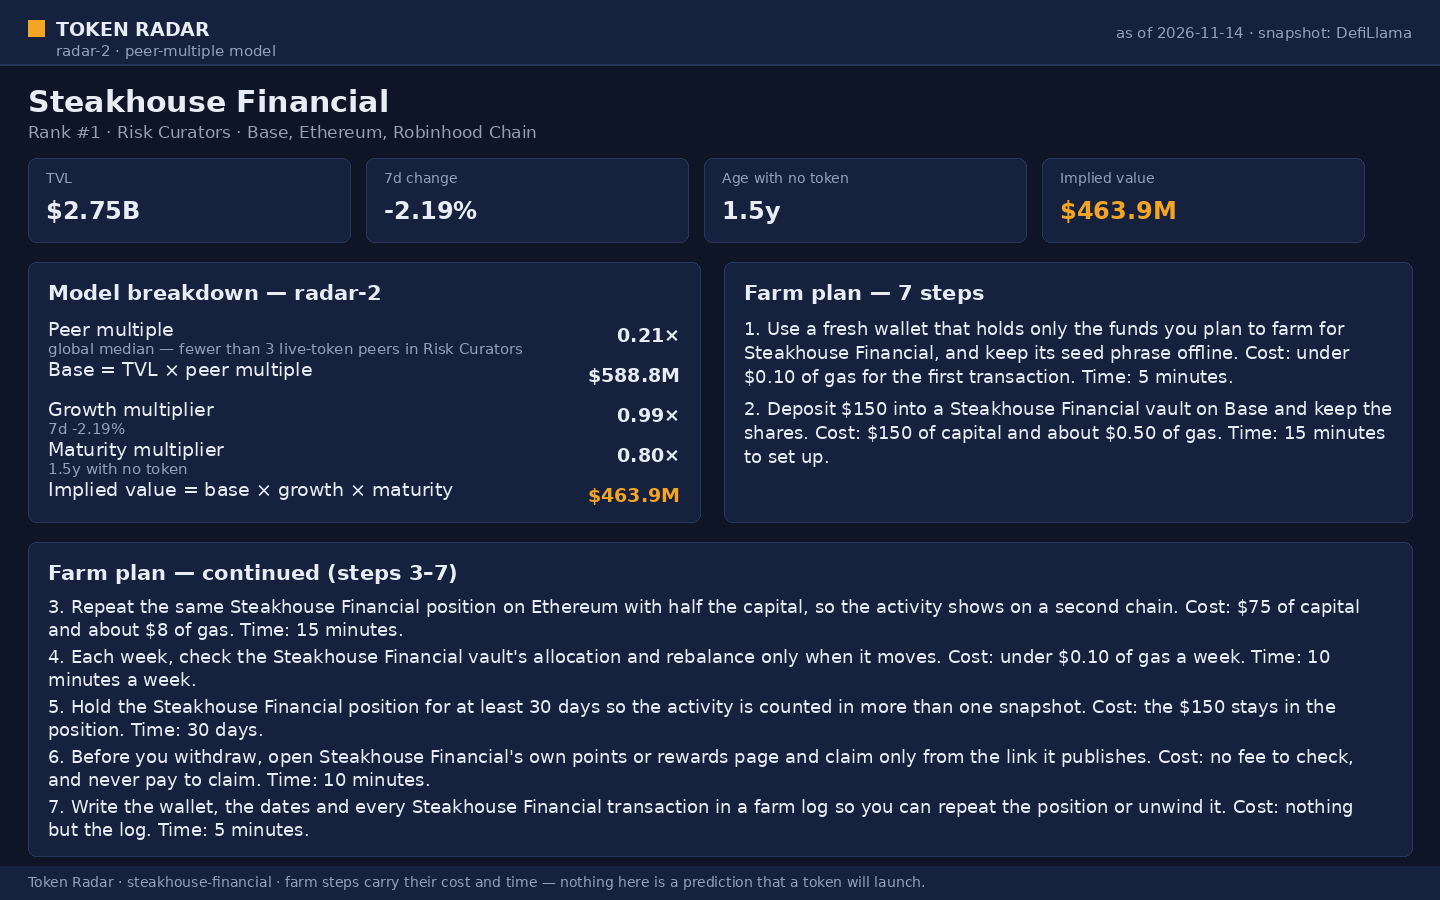 TOKEN RADAR
radar-2 · peer-multiple model
as of 2026-11-14 · snapshot: DefiLlama
Steakhouse Financial
Rank #1 · Risk Curators · Base, Ethereum, Robinhood Chain
TVL
$2.75B
7d change
-2.19%
Age with no token
1.5y
Implied value
$463.9M
Model breakdown — radar-2
Peer multiple
0.21×
global median — fewer than 3 live-token peers in Risk Curators
Base = TVL × peer multiple
$588.8M
Growth multiplier
0.99×
7d -2.19%
Maturity multiplier
0.80×
1.5y with no token
Implied value = base × growth × maturity
$463.9M
Farm plan — 7 steps
1. Use a fresh wallet that holds only the funds you plan to farm for
Steakhouse Financial, and keep its seed phrase offline. Cost: under
$0.10 of gas for the first transaction. Time: 5 minutes.
2. Deposit $150 into a Steakhouse Financial vault on Base and keep the
shares. Cost: $150 of capital and about $0.50 of gas. Time: 15 minutes
to set up.
Farm plan — continued (steps 3–7)
3. Repeat the same Steakhouse Financial position on Ethereum with half the capital, so the activity shows on a second chain. Cost: $75 of capital
and about $8 of gas. Time: 15 minutes.
4. Each week, check the Steakhouse Financial vault's allocation and rebalance only when it moves. Cost: under $0.10 of gas a week. Time: 10
minutes a week.
5. Hold the Steakhouse Financial position for at least 30 days so the activity is counted in more than one snapshot. Cost: the $150 stays in the
position. Time: 30 days.
6. Before you withdraw, open Steakhouse Financial's own points or rewards page and claim only from the link it publishes. Cost: no fee to check,
and never pay to claim. Time: 10 minutes.
7. Write the wallet, the dates and every Steakhouse Financial transaction in a farm log so you can repeat the position or unwind it. Cost: nothing
but the log. Time: 5 minutes.
Token Radar · steakhouse-financial · farm steps carry their cost and time — nothing here is a prediction that a token will launch.